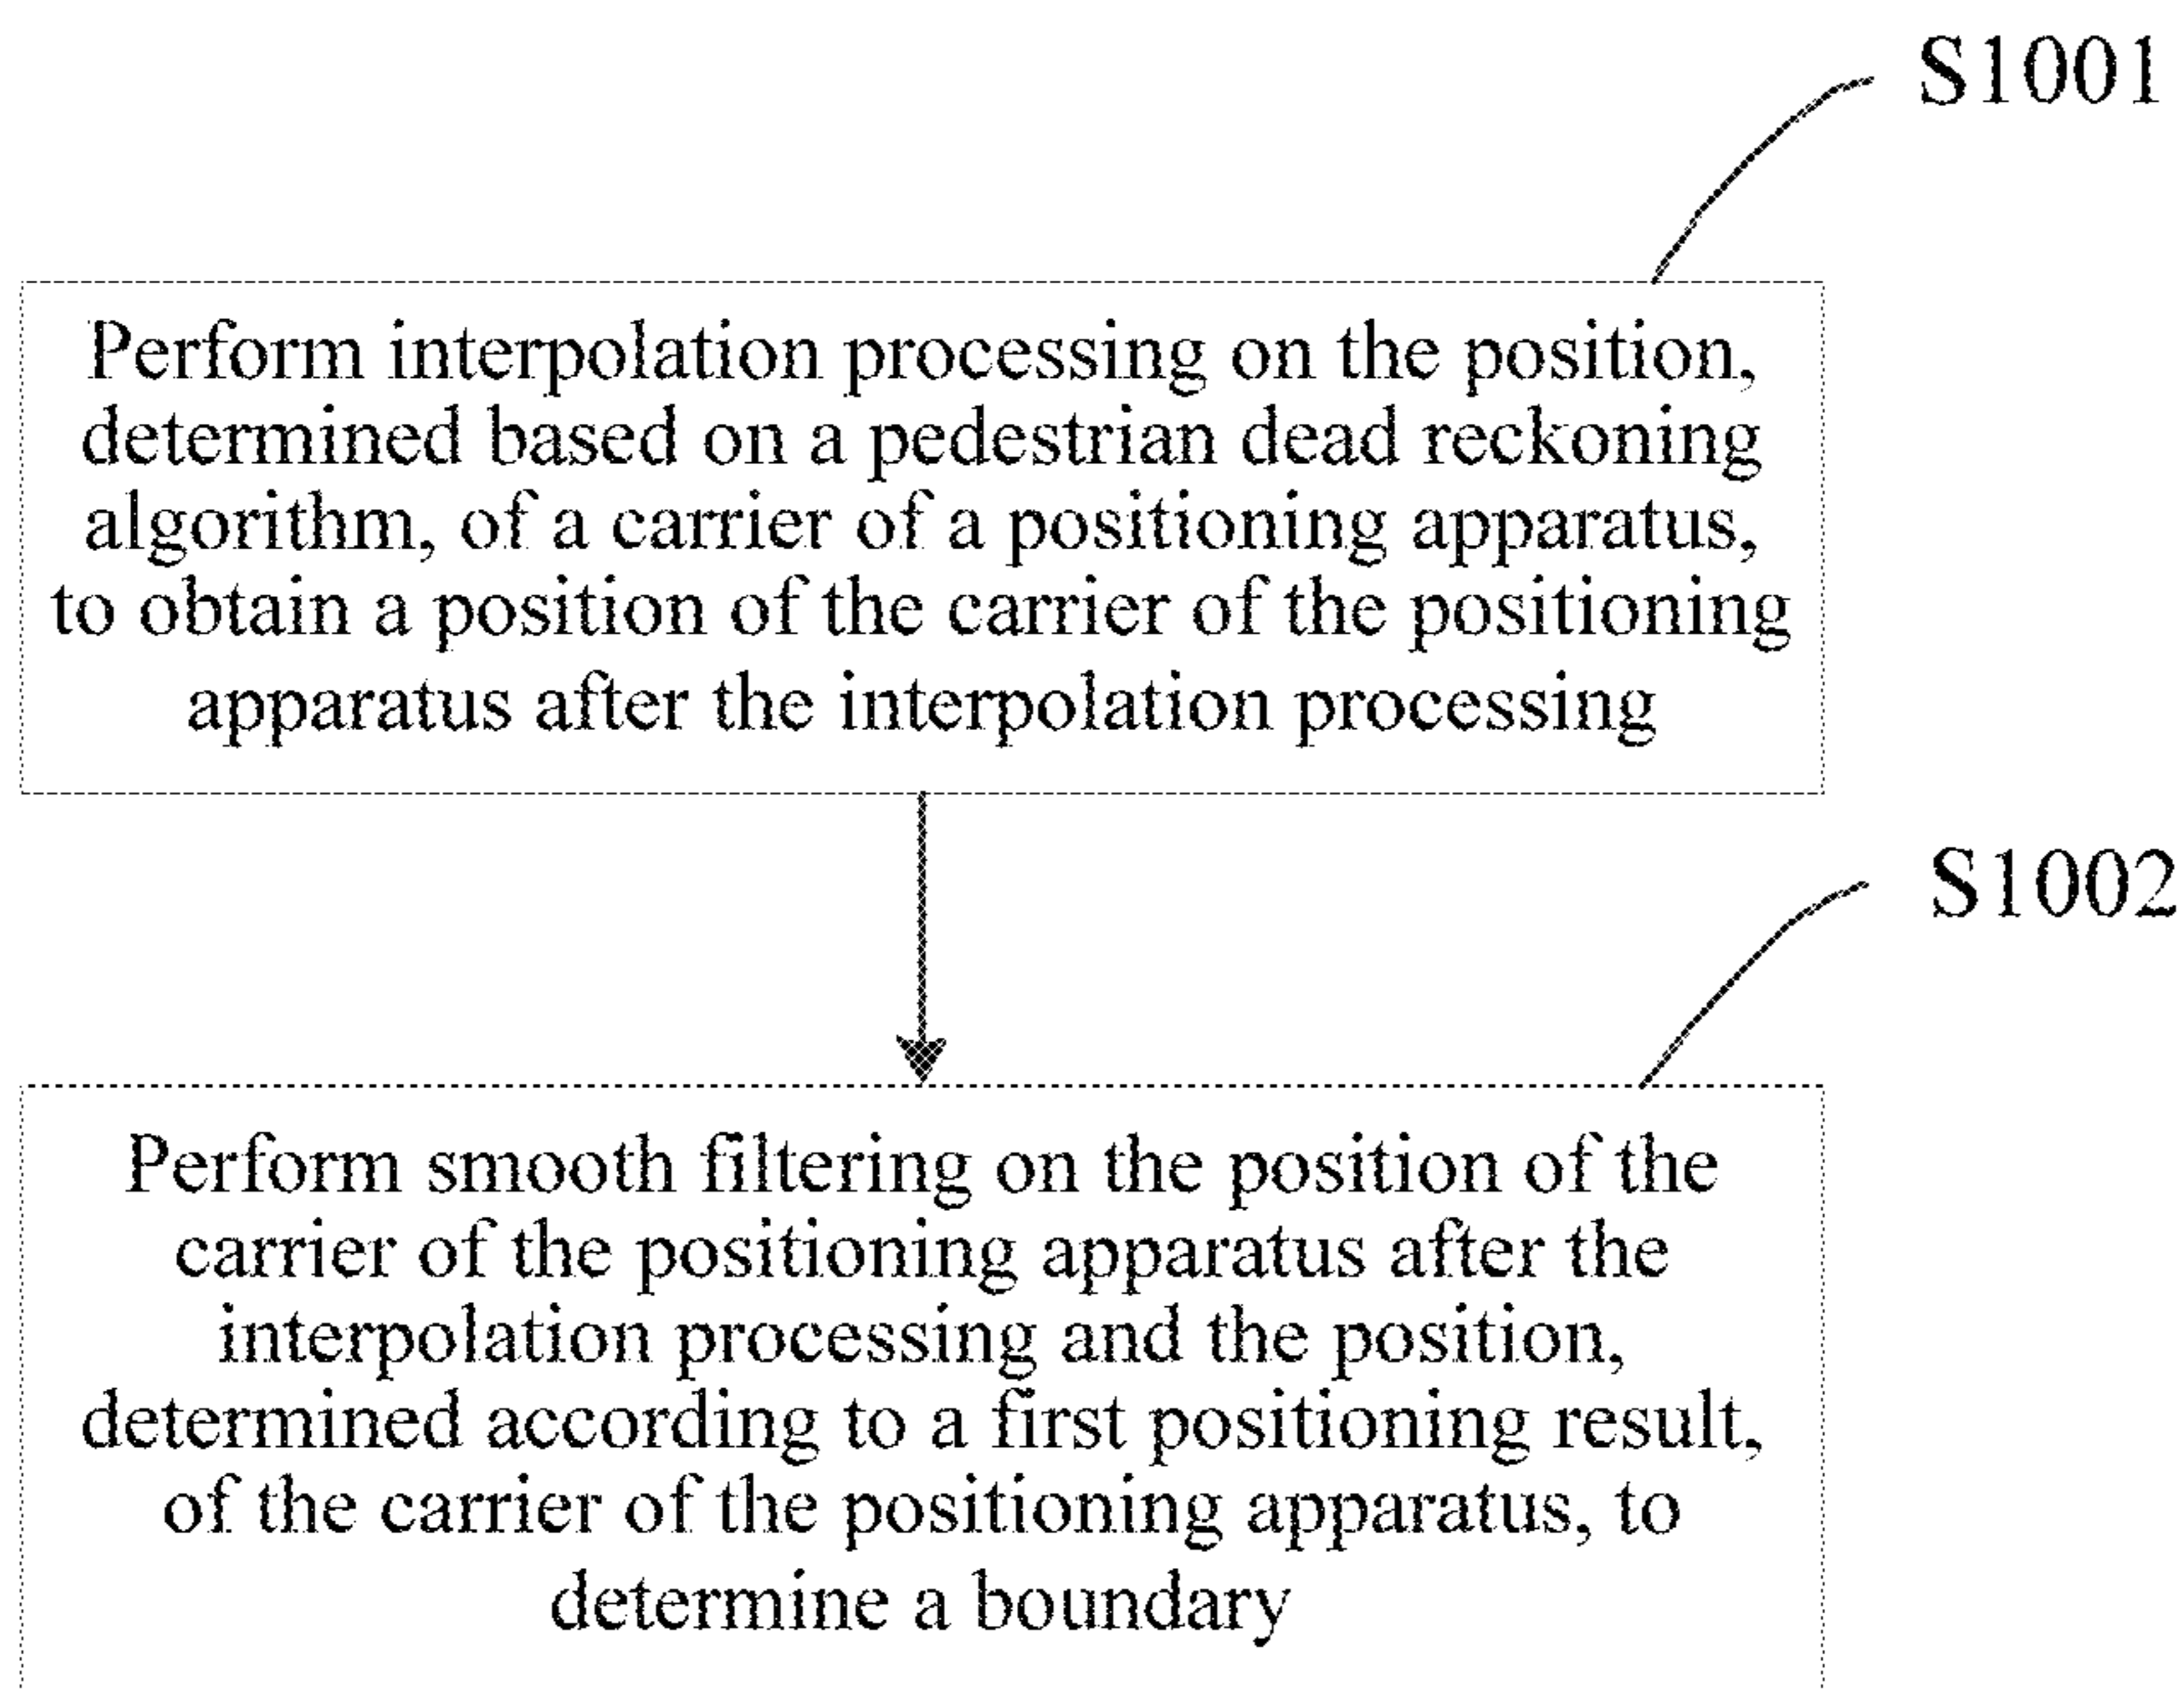 S1001
Perform interpolation processing on the position,
determined based on a pedestrian dead reckoning
algorithm, of a carrier of a positioning apparatus,
to obtain a position of the carrier of the positioning
apparatus after the interpolation processing
S1002
Perform smooth filtering on the position of the
carrier of the positioning apparatus after the
interpolation processing and the position,
determined according to a first positioning result,
of the carrier of the positioning apparatus, to
determine a boundary